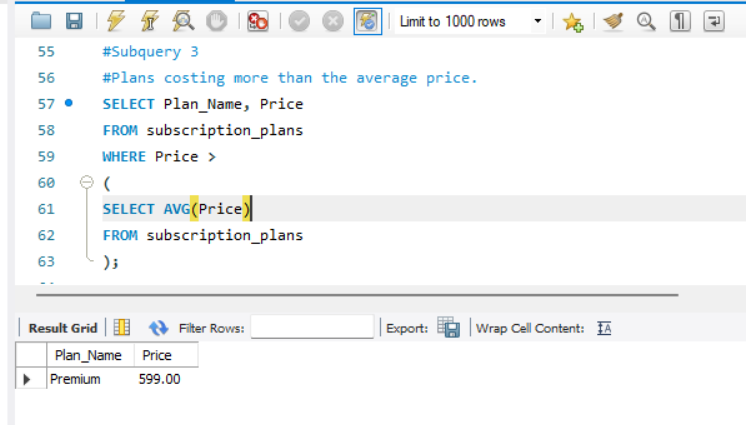 Limit to 1000 rows
55 #Subquery 3
56 #Plans costing more than the average price.
57 SELECT Plan_Name, Price
58 FROM subscription_plans
59 WHERE Price >
60 (
61 SELECT AVG(Price)
62 FROM subscription_plans
63 );
Result Grid Filter Rows: Export: Wrap Cell Content: IA
Plan_Name Price
Premium 599.00